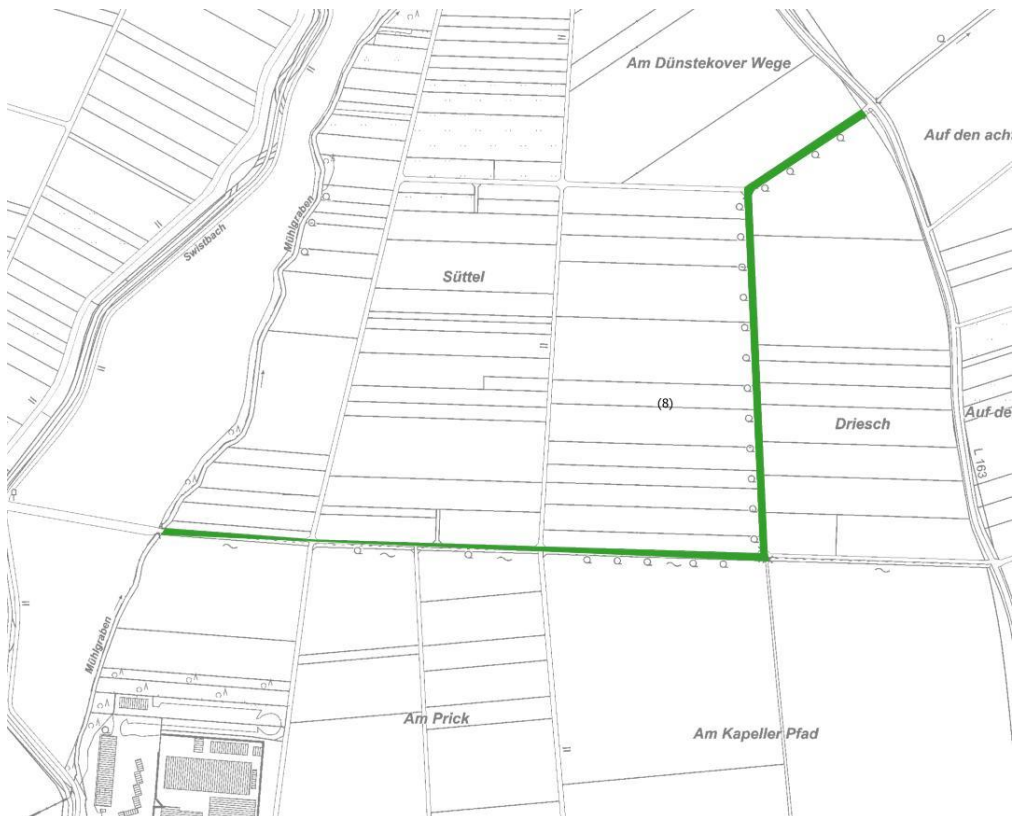 Am Dünstekover Wege
Auf den acht
Mühlgraben
Swistbach
Süttel
(8)
Driesch
Auf de
L 163
Mühlgraben
Am Prick
Am Kapeller Pfad